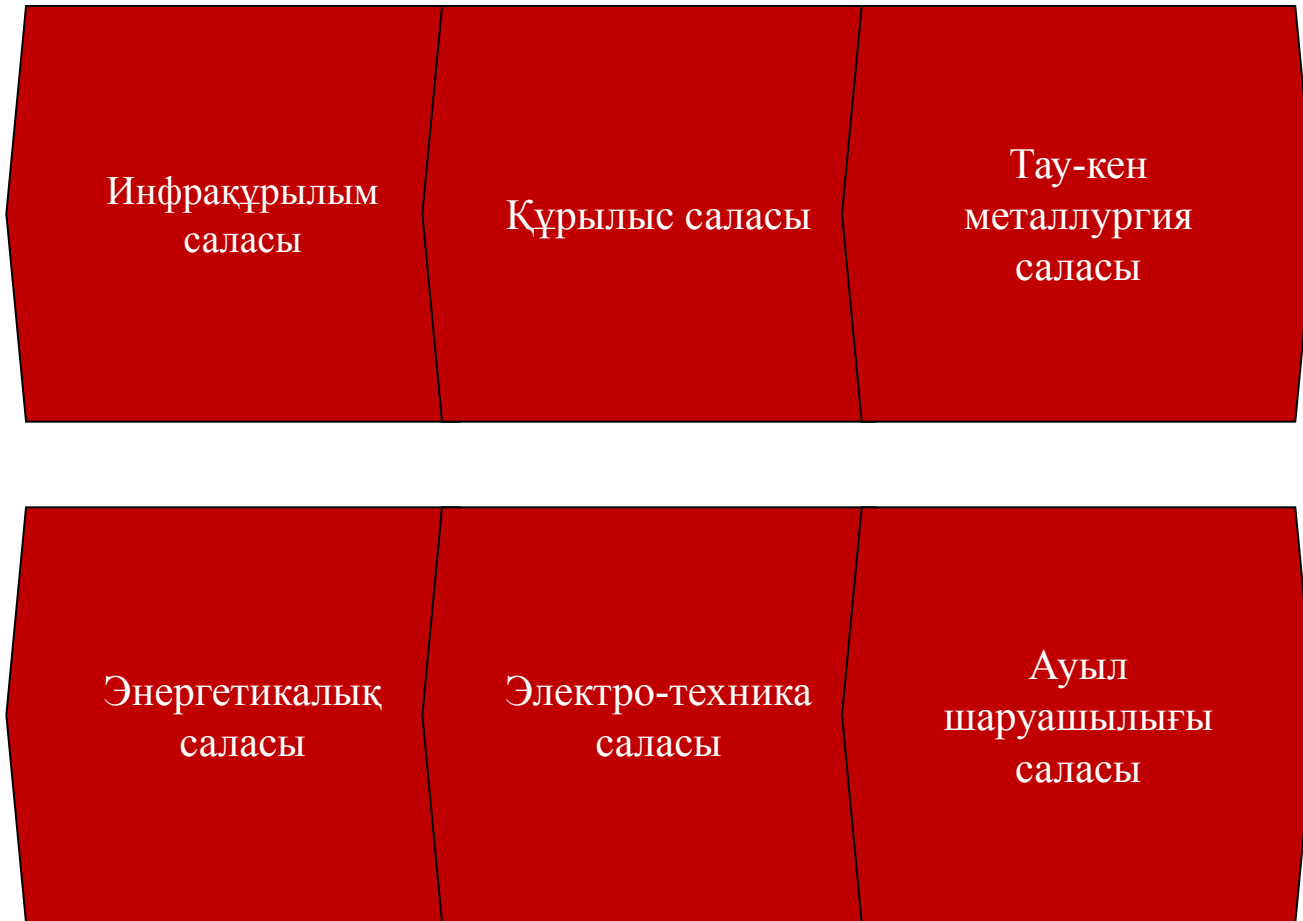 Инфрақұрылым
саласы
Құрылыс саласы
Тау-кен
металлургия
саласы
Энергетикалық
саласы
Электро-техника
саласы
Ауыл
шаруашылығы
саласы